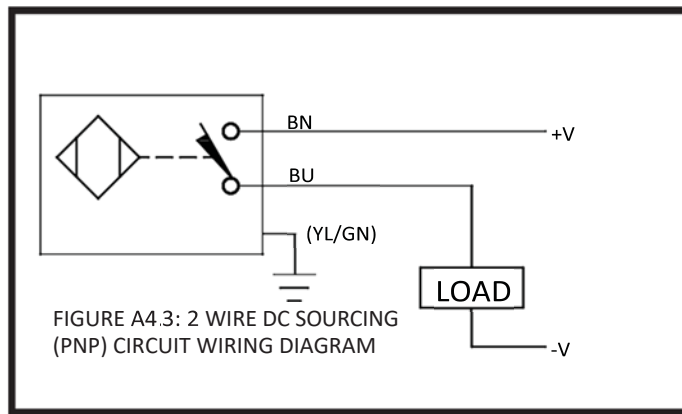 BN
+V
BU
(YL/GN)
LOAD
FIGURE A4.3: 2 WIRE DC SOURCING
(PNP) CIRCUIT WIRING DIAGRAM
-V